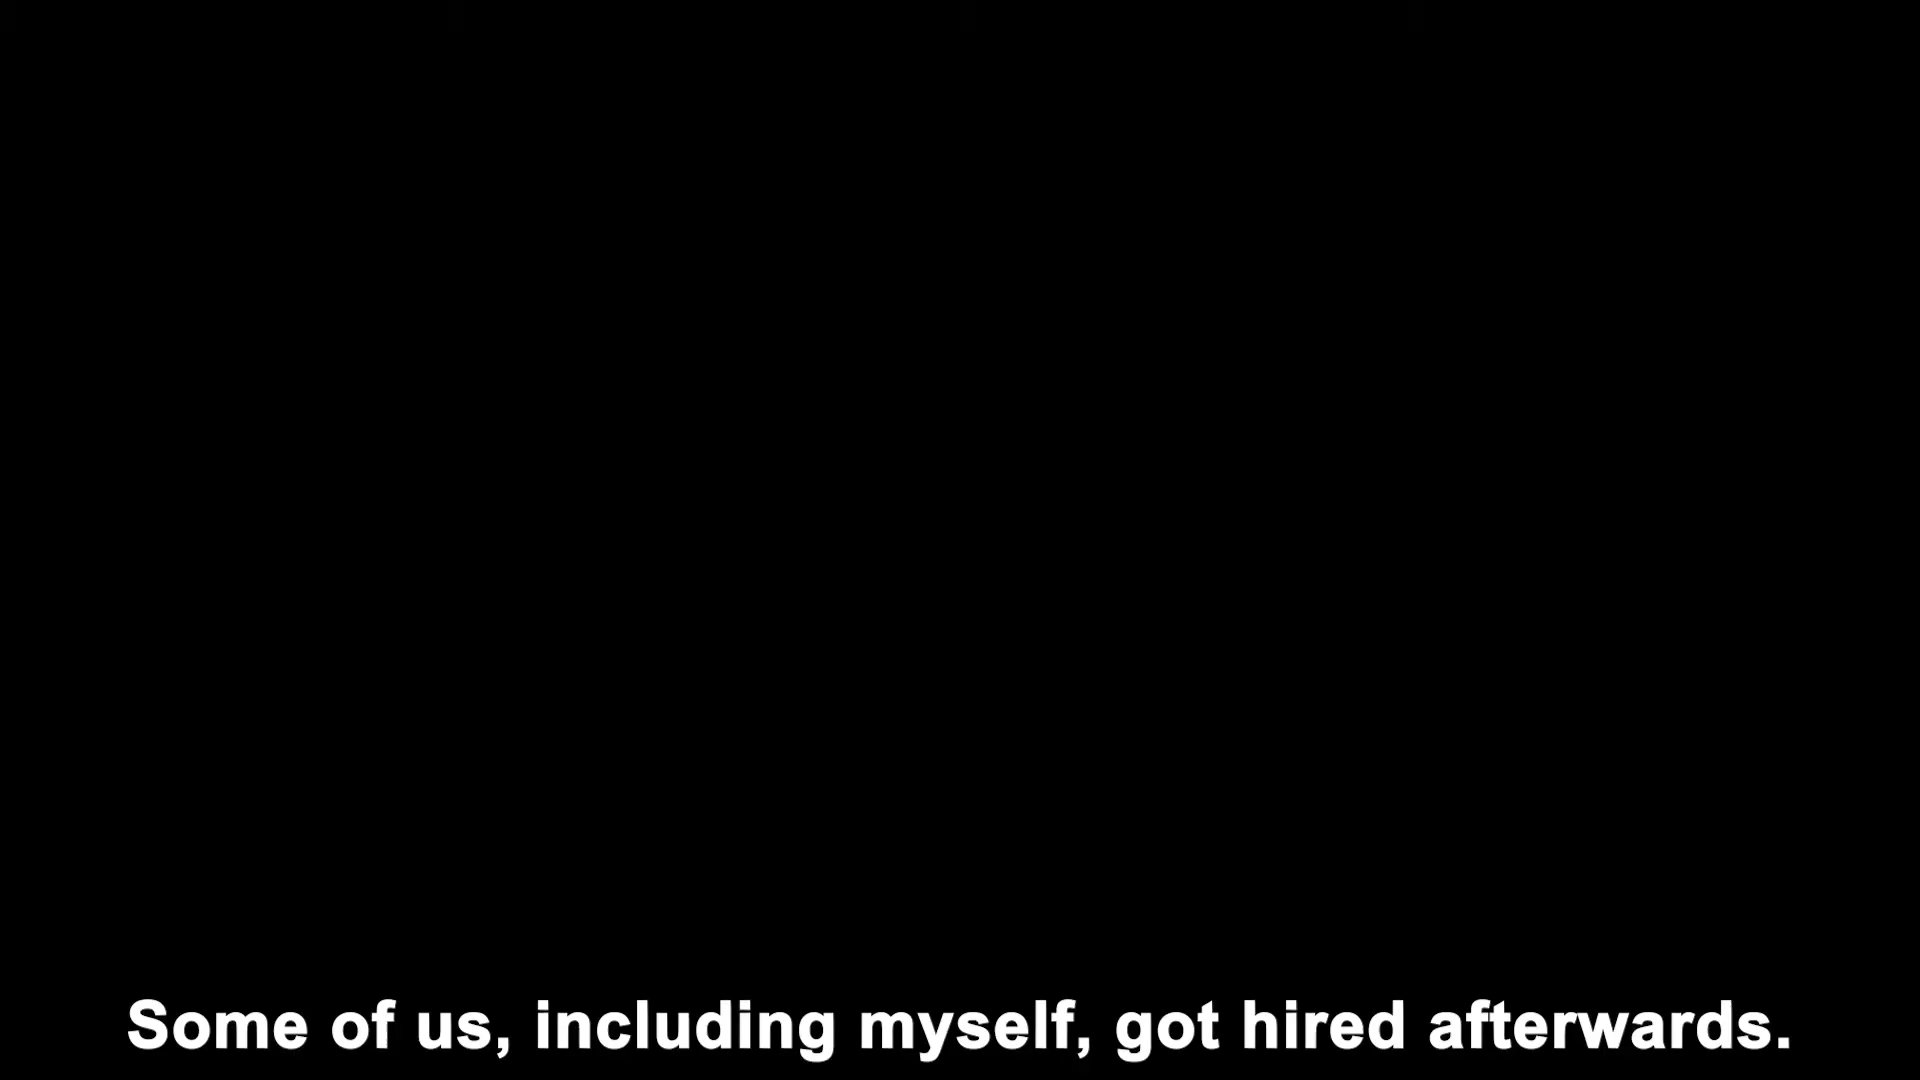 Some of us, including myself, got hired afterwards.